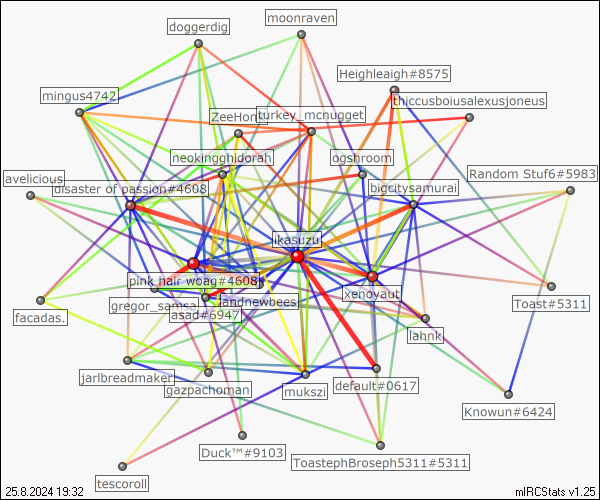 moonraven
doggerdig
Heighleaigh#8575
mingus4742
thiccusboiusalexusjoneus
turkey_mcnugget
neokingghidorah
ogshroom
Random Stuf6#5983
avelicious
disaster of passion#4608
bigcitysamurai
ikasuzu
pink hair woag#4608
xenovaut
landnewbees
gregor_samsa
Toast#5311
asad#6947
facadas.
lahnk
jarlbreadmaker
gazpachoman
mukszi
default#0617
Knowun#6424
Duck™#9103
ToastephBroseph5311#5311
tescoroll
25.8.2024 19:32
mIRCStats v1.25